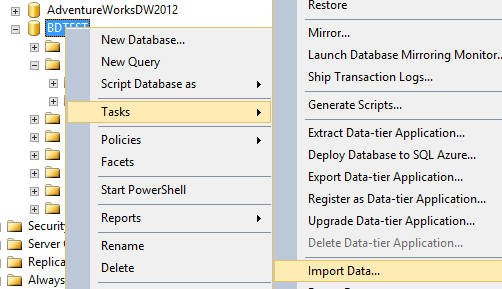 AdventureWorksDW2012
BDTEST
New Database...
New Query
Script Database as
Tasks
Policies
Facets
Start PowerShell
Reports
Rename
Delete
Security
Server
Replica
Always
Restore
Mirror...
Launch Database Mirroring Monitor...
Ship Transaction Logs...
Generate Scripts...
Extract Data-tier Application...
Deploy Database to SQL Azure...
Export Data-tier Application...
Register as Data-tier Application...
Upgrade Data-tier Application...
Delete Data-tier Application...
Import Data...